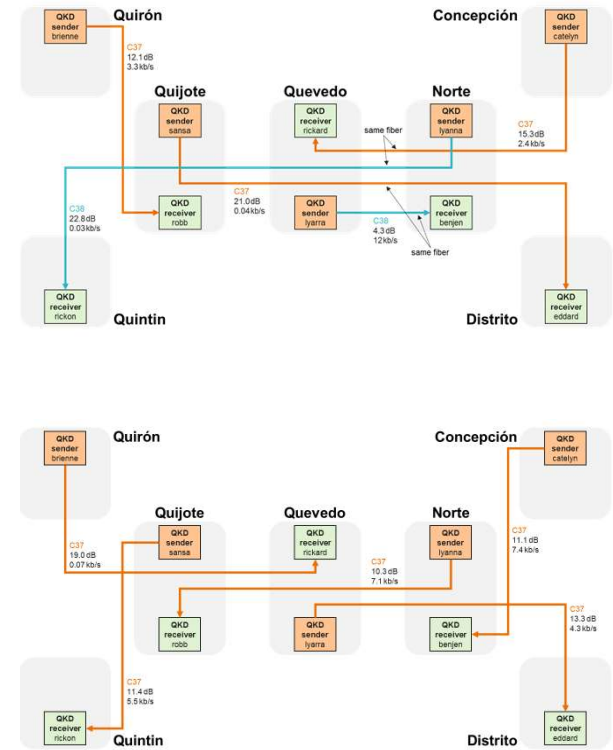 Quirón
Concepción
QKD
sender
brienne
QKD
sender
catelyn
C37
12.1dB
3.3kb/s
Quijote
Quevedo
Norte
QKD
sender
sansa
QKD
receiver
rickard
QKD
sender
lyanna
same fiber
C37
15.3dB
2.4kb/s
C38
22.8dB
0.03kb/s
QKD
receiver
robb
C37
21.0dB
0.04kb/s
QKD
sender
lyarra
C38
4.3dB
12kb/s
QKD
receiver
benjen
same fiber
QKD
receiver
rickon
QKD
receiver
eddard
Quintin
Distrito
Quirón
Concepción
QKD
sender
brienne
QKD
sender
catelyn
Quijote
Quevedo
Norte
QKD
sender
sansa
QKD
receiver
rickard
QKD
sender
lyanna
C37
11.1dB
7.4kb/s
C37
19.0dB
0.07kb/s
C37
10.3dB
7.1kb/s
QKD
receiver
robb
QKD
sender
lyarra
QKD
receiver
benjen
C37
13.3dB
4.3kb/s
C37
11.4dB
5.5kb/s
QKD
receiver
rickon
QKD
receiver
eddard
Quintin
Distrito